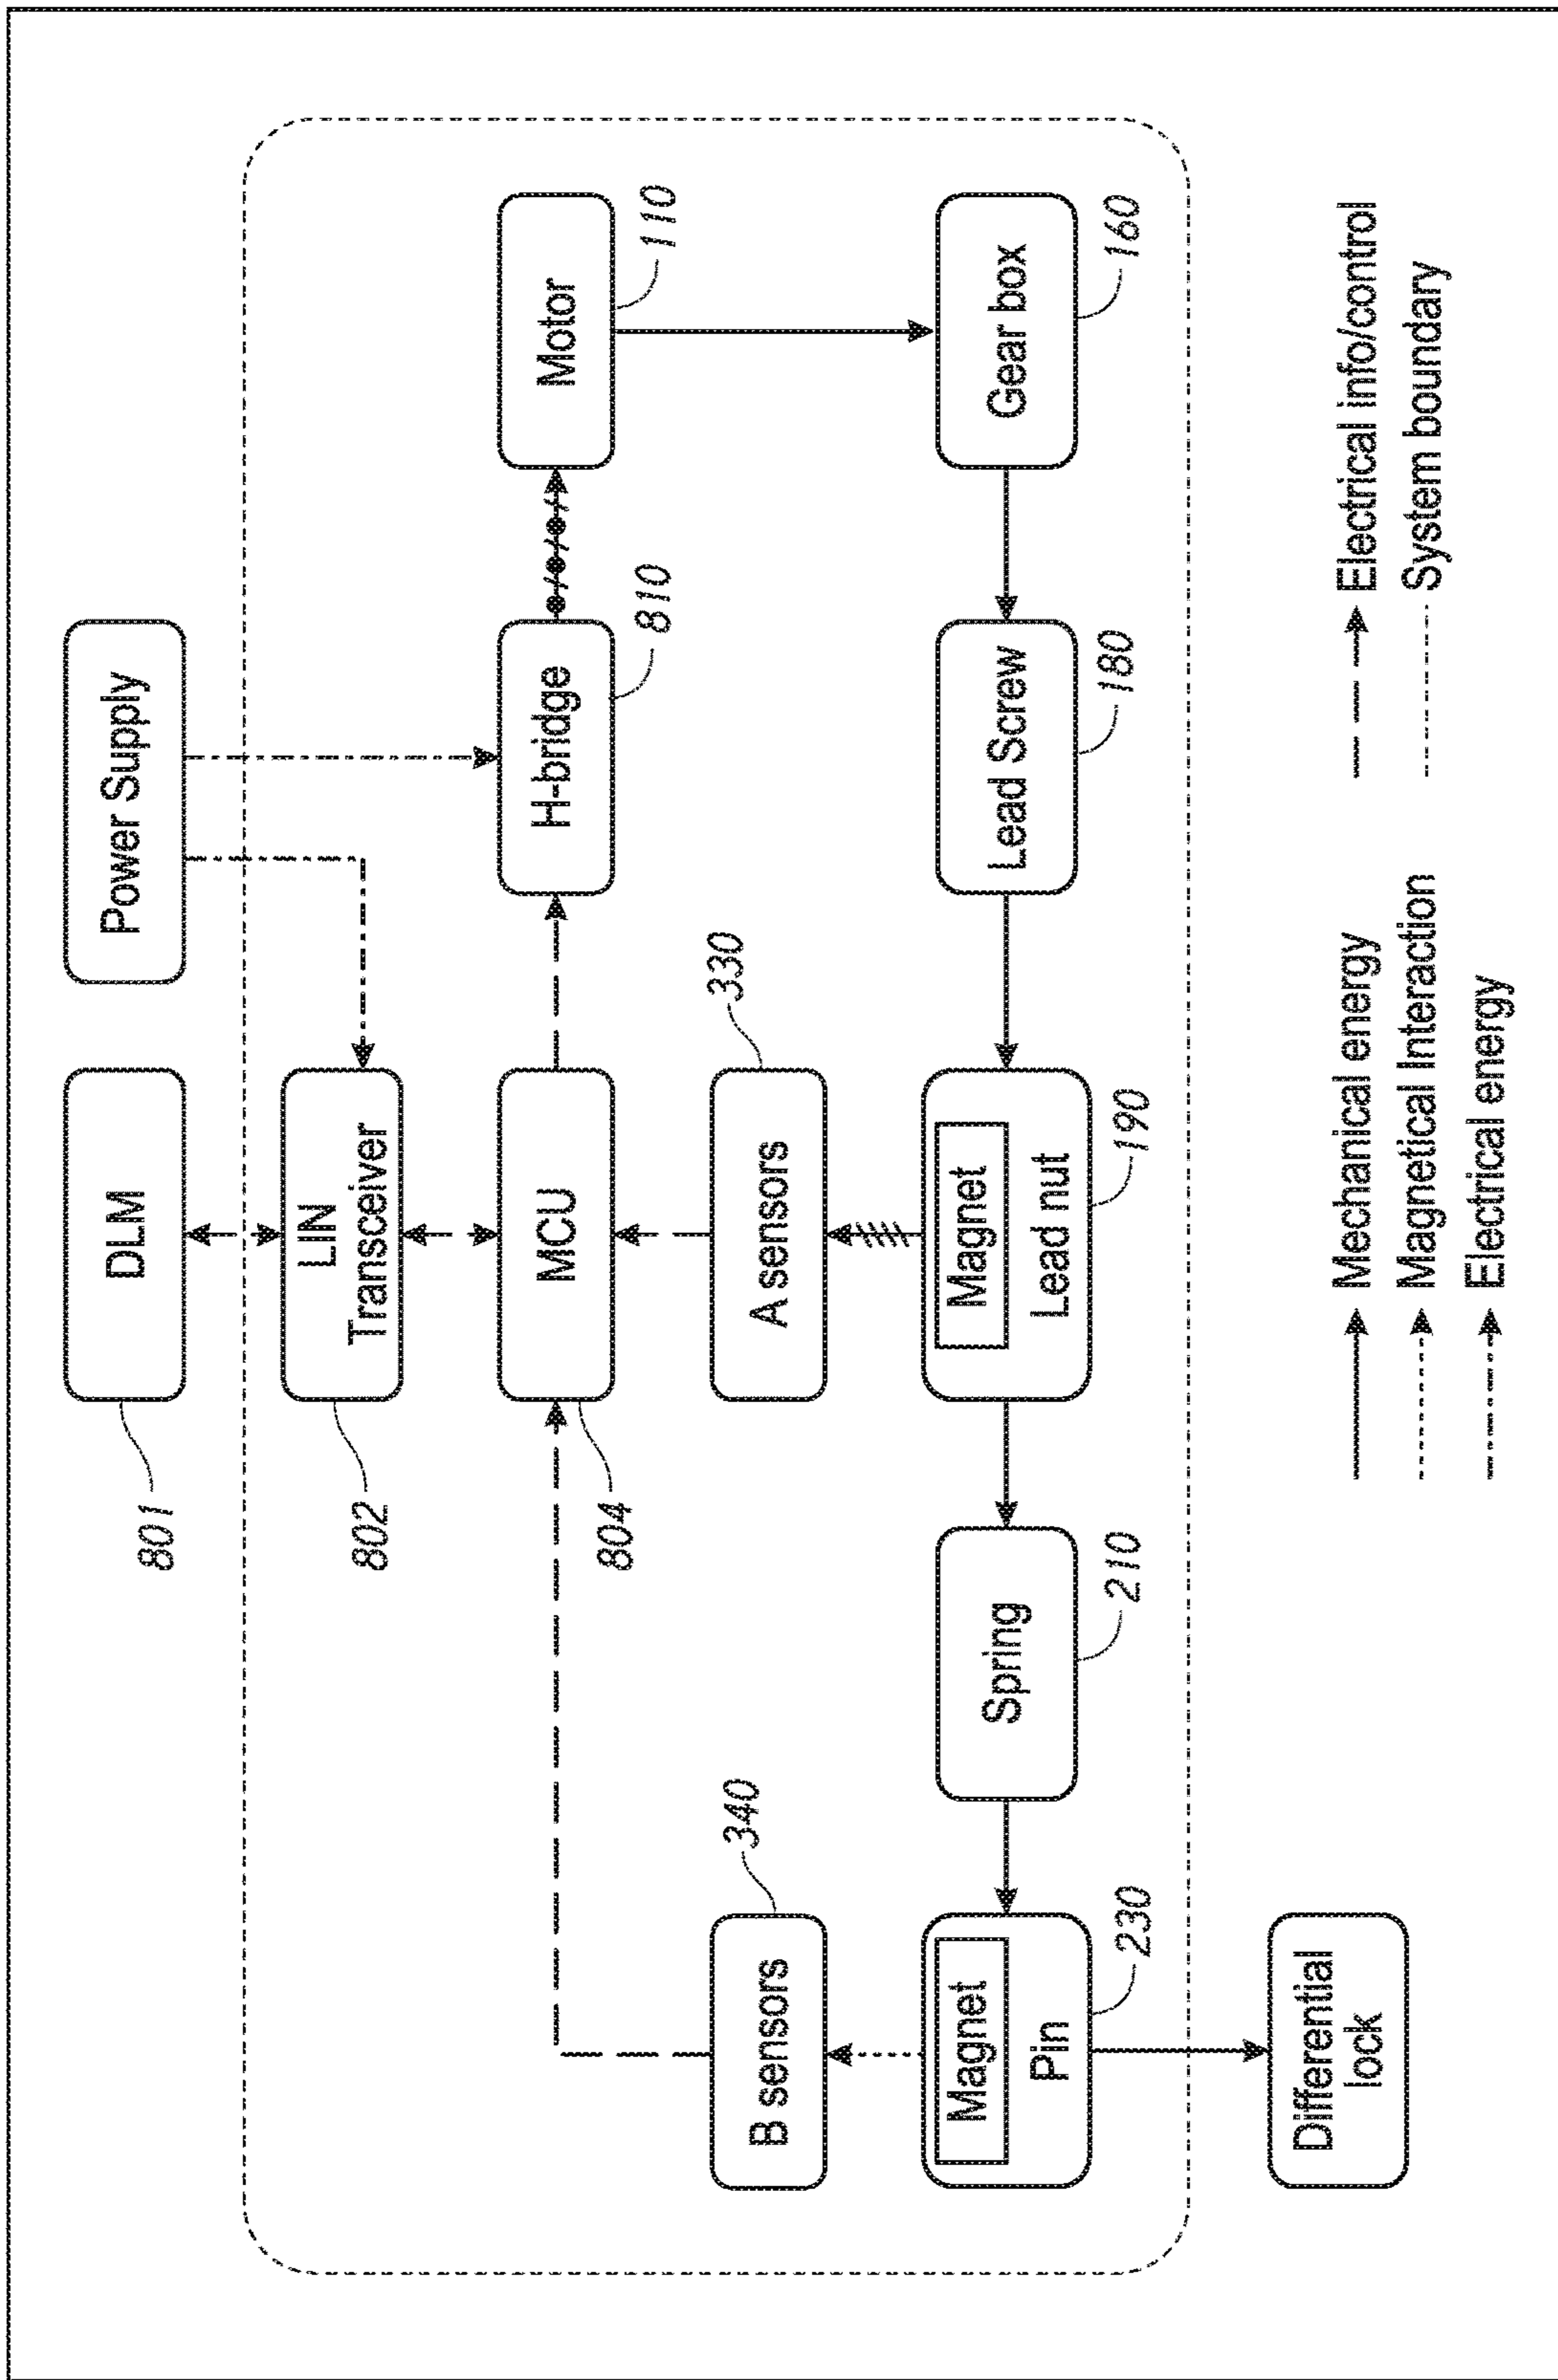 DLM
Power Supply
801
LIN
Transceiver
802
MCU
804
H-bridge
810
Motor
110
B sensors
340
A sensors
330
Magnet
Pin
230
Spring
210
Magnet
Lead nut
190
Lead Screw
180
Gear box
160
Differential
lock
Mechanical energy
Magnetical Interaction
Electrical energy
Electrical info/control
System boundary